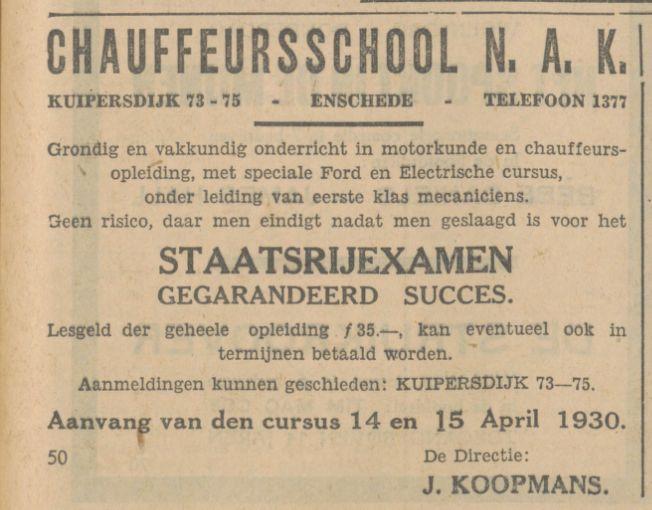 CHAUFFEURSSCHOOL N. A. K.
KUIPERSDIJK 73 - 75 - ENSCHEDE - TELEFOON 1377
Grondig en vakkundig onderricht in motorkunde en chauffeurs-
opleiding, met speciale Ford en Electrische cursus,
onder leiding van eerste klas mecaniciens.
Geen risico, daar men eindigt nadat men geslaagd is voor het
STAATSRIJEXAMEN
GEGARANDEERD SUCCES.
Lesgeld der geheele opleiding ƒ 35.—, kan eventueel ook in
termijnen betaald worden.
Aanmeldingen kunnen geschieden: KUIPERSDIJK 73—75.
Aanvang van den cursus 14 en 15 April 1930.
50 De Directie:
J. KOOPMANS.